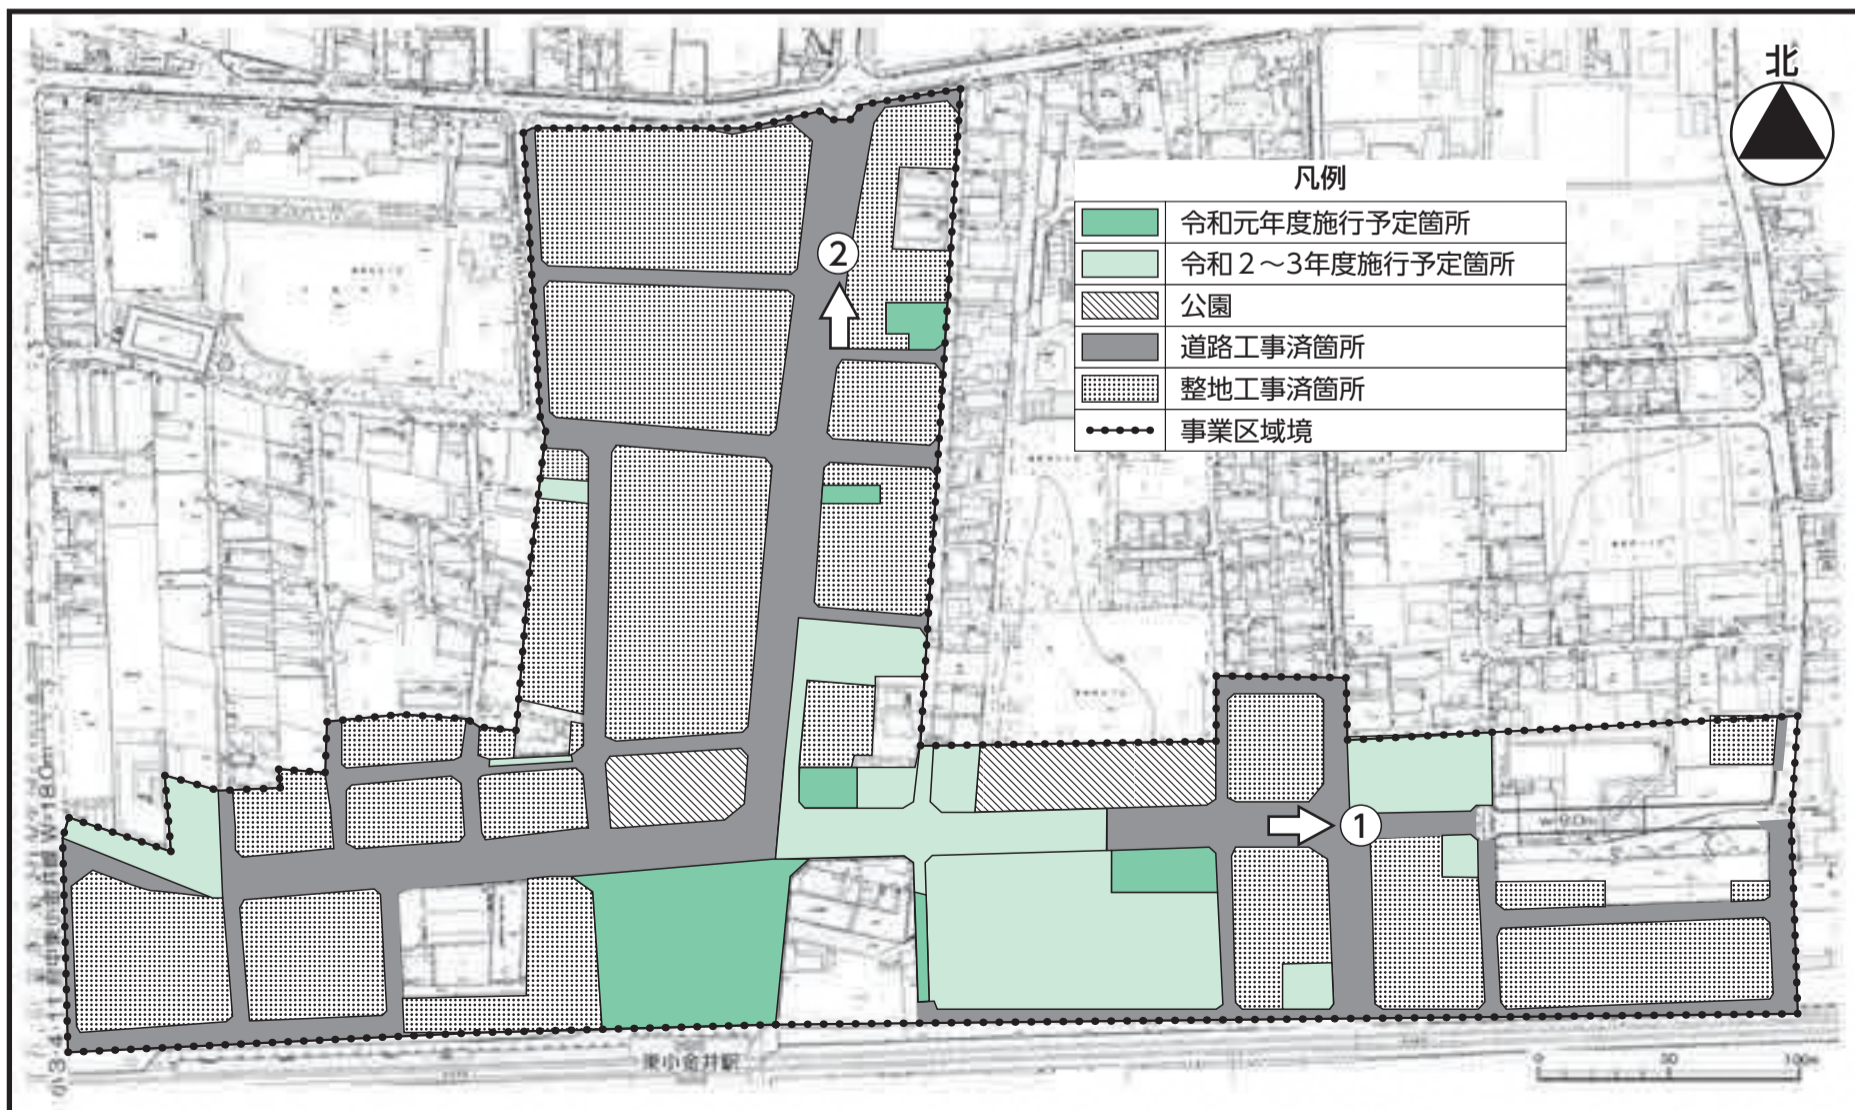 北
凡例
令和元年度施行予定箇所
令和2～3年度施行予定箇所
公園
道路工事済箇所
整地工事済箇所
事業区域境
②
①
東小金井駅
0 50 100m